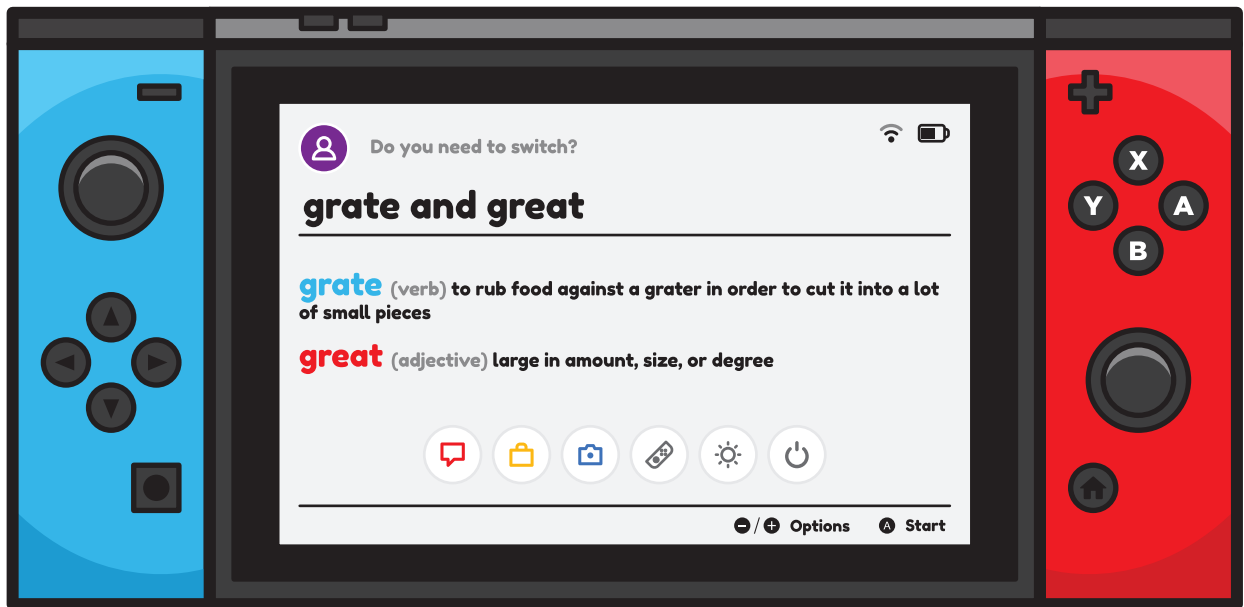 Do you need to switch?
grate and great
grate (verb) to rub food against a grater in order to cut it into a lot
of small pieces
great (adjective) large in amount, size, or degree
X
Y A
B
/ Options A Start